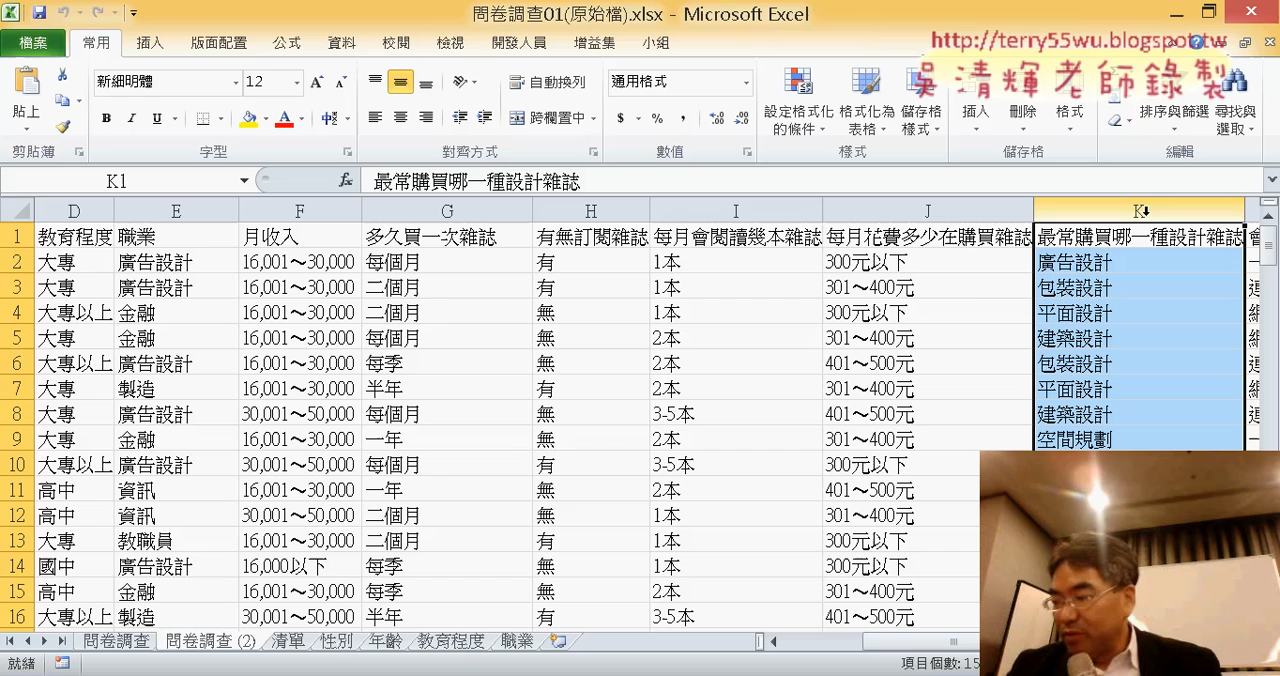 問卷調查01(原始檔).xlsx - Microsoft Excel
檔案 常用 插入 版面配置 公式 資料 校閱 檢視 開發人員 增益集 小組
http://terry55wu.blogspot.tw
吳清輝老師錄製
貼上 新細明體 12 自動換列 通用格式 設定格式化的條件 格式化為表格 儲存格樣式 插入 刪除 格式 排序與篩選 尋找與選取
B I U A 中 跨欄置中 $ % ,
剪貼簿 字型 對齊方式 數值 樣式 儲存格 編輯
K1 fx 最常購買哪一種設計雜誌
D E F G H I J K
1 教育程度 職業 月收入 多久買一次雜誌 有無訂閱雜誌 每月會閱讀幾本雜誌 每月花費多少在購買雜誌 最常購買哪一種設計雜誌
2 大專 廣告設計 16,001~30,000 每個月 有 1本 300元以下 廣告設計
3 大專 廣告設計 16,001~30,000 二個月 有 1本 301~400元 包裝設計
4 大專以上 金融 16,001~30,000 二個月 無 1本 300元以下 平面設計
5 大專 金融 16,001~30,000 每個月 無 2本 301~400元 建築設計
6 大專以上 廣告設計 16,001~30,000 每季 無 2本 401~500元 包裝設計
7 大專 製造 16,001~30,000 半年 有 2本 301~400元 平面設計
8 大專 廣告設計 30,001~50,000 每個月 無 3-5本 401~500元 建築設計
9 大專 金融 16,001~30,000 一年 無 2本 301~400元 空間規劃
10 大專以上 廣告設計 30,001~50,000 每個月 有 3-5本 300元以下
11 高中 資訊 16,001~30,000 一年 無 2本 401~500元
12 高中 資訊 30,001~50,000 二個月 無 1本 301~400元
13 大專 教職員 16,001~30,000 二個月 有 1本 300元以下
14 國中 廣告設計 16,000以下 每季 無 1本 300元以下
15 高中 金融 16,001~30,000 每季 無 2本 301~400元
16 大專以上 製造 30,001~50,000 半年 有 3-5本 401~500元
問卷調查 問卷調查 (2) 清單 性別 年齡 教育程度 職業
就緒 項目個數: 15